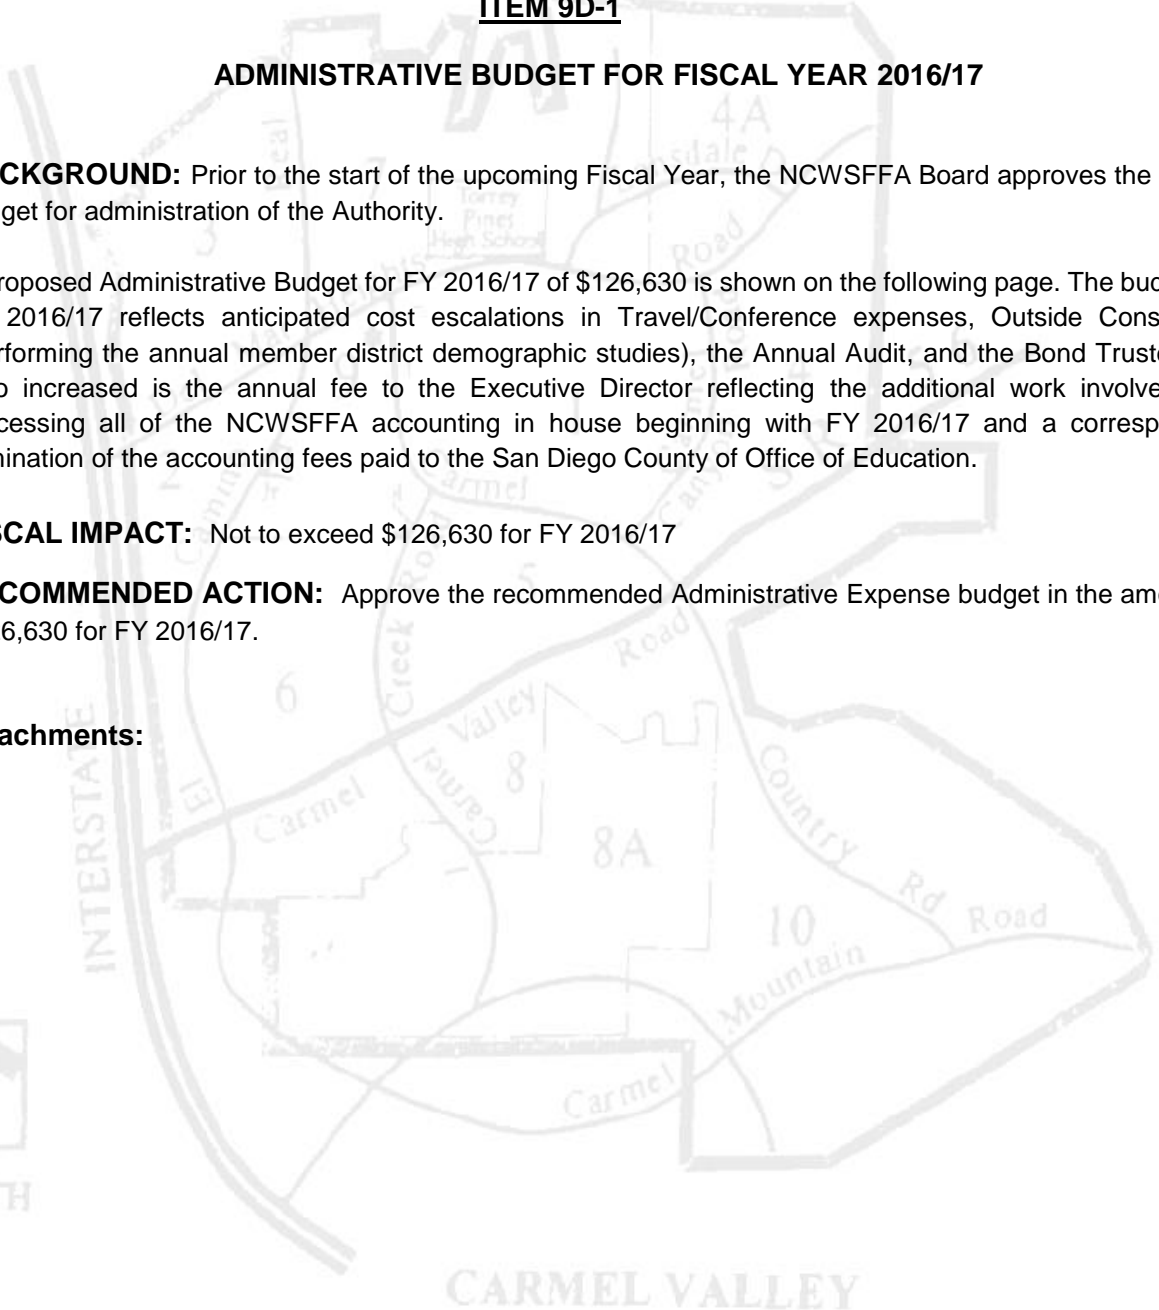 ITEM 9D-1
ADMINISTRATIVE BUDGET FOR FISCAL YEAR 2016/17
CKGROUND: Prior to the start of the upcoming Fiscal Year, the NCWSFFA Board approves the
get for administration of the Authority.
roposed Administrative Budget for FY 2016/17 of $126,630 is shown on the following page. The buc
2016/17 reflects anticipated cost escalations in Travel/Conference expenses, Outside Cons
rforming the annual member district demographic studies), the Annual Audit, and the Bond Truste
o increased is the annual fee to the Executive Director reflecting the additional work involve
cessing all of the NCWSFFA accounting in house beginning with FY 2016/17 and a corresp
mination of the accounting fees paid to the San Diego County of Office of Education.
SCAL IMPACT: Not to exceed $126,630 for FY 2016/17
COMMENDED ACTION: Approve the recommended Administrative Expense budget in the am
6,630 for FY 2016/17.
achments:
4A
7
Torrey
Pines
High School
Road
3
Carmel
Creek Road
5
Road
6
Valley
Carmel
El
8
Carmel
8A
Country
Rd
Road
10
Mountain
Carmel
INTERSTATE
TH
CARMEL VALLEY